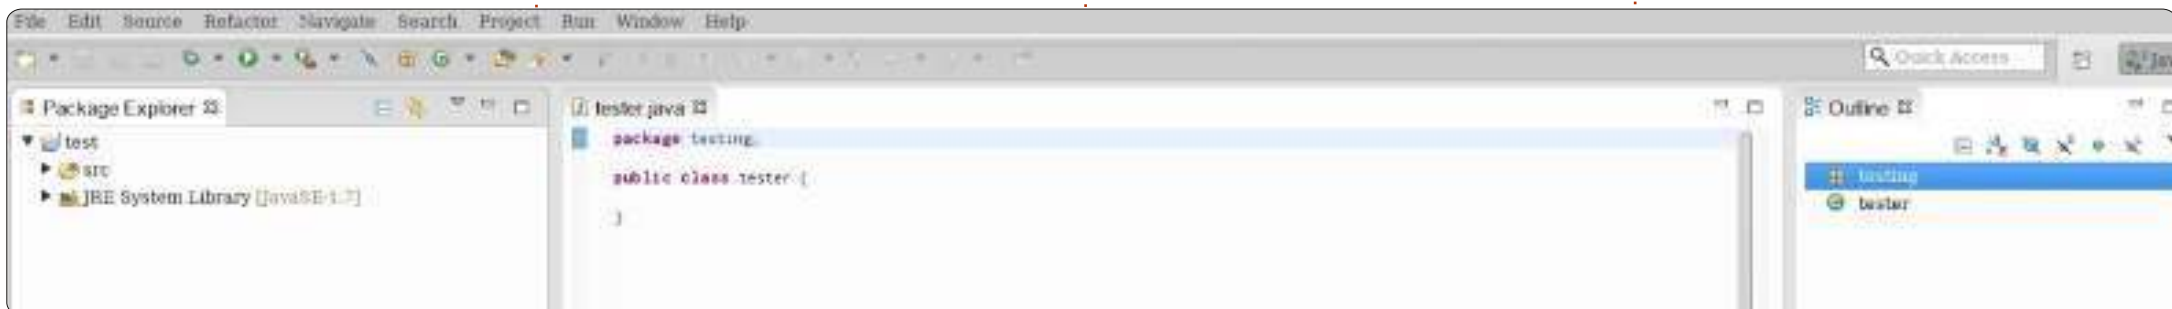 File Edit Source Refactor Navigate Search Project Run Window Help
Quick Access
Package Explorer
tester.java
Outline
test
src
JRE System Library [JavaSE-1.7]
package testing;
public class tester {
}
testing
tester